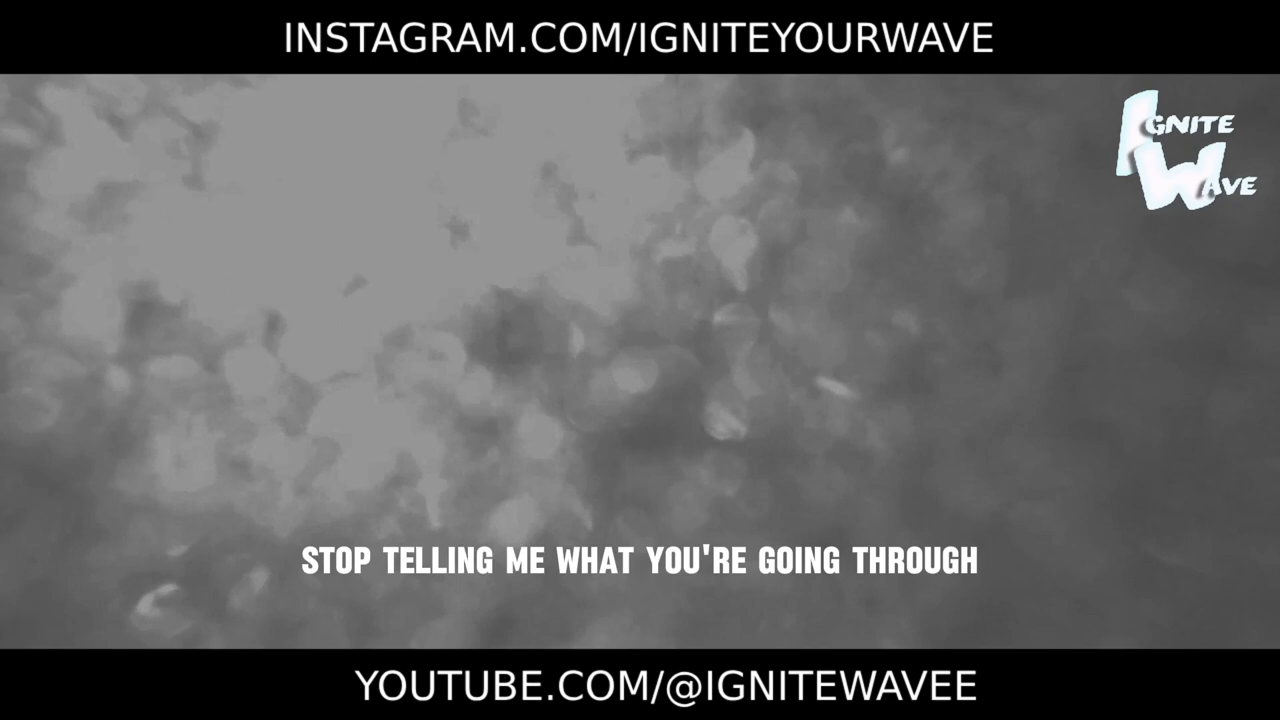 INSTAGRAM.COM/IGNITEYOURWAVE
IGNITE
WAVE
STOP TELLING ME WHAT YOU'RE GOING THROUGH
YOUTUBE.COM/@IGNITEWAVEE